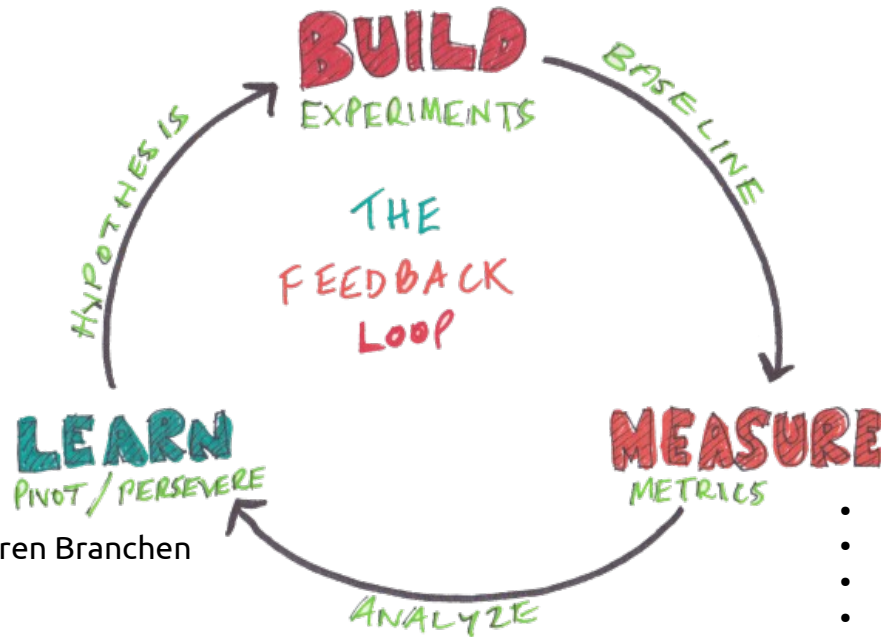 BUILD
EXPERIMENTS
BASELINE
HYPOTHESIS
THE
FEEDBACK
LOOP
LEARN
PIVOT / PERSEVERE
MEASURE
METRICS
ren Branchen
ANALYZE